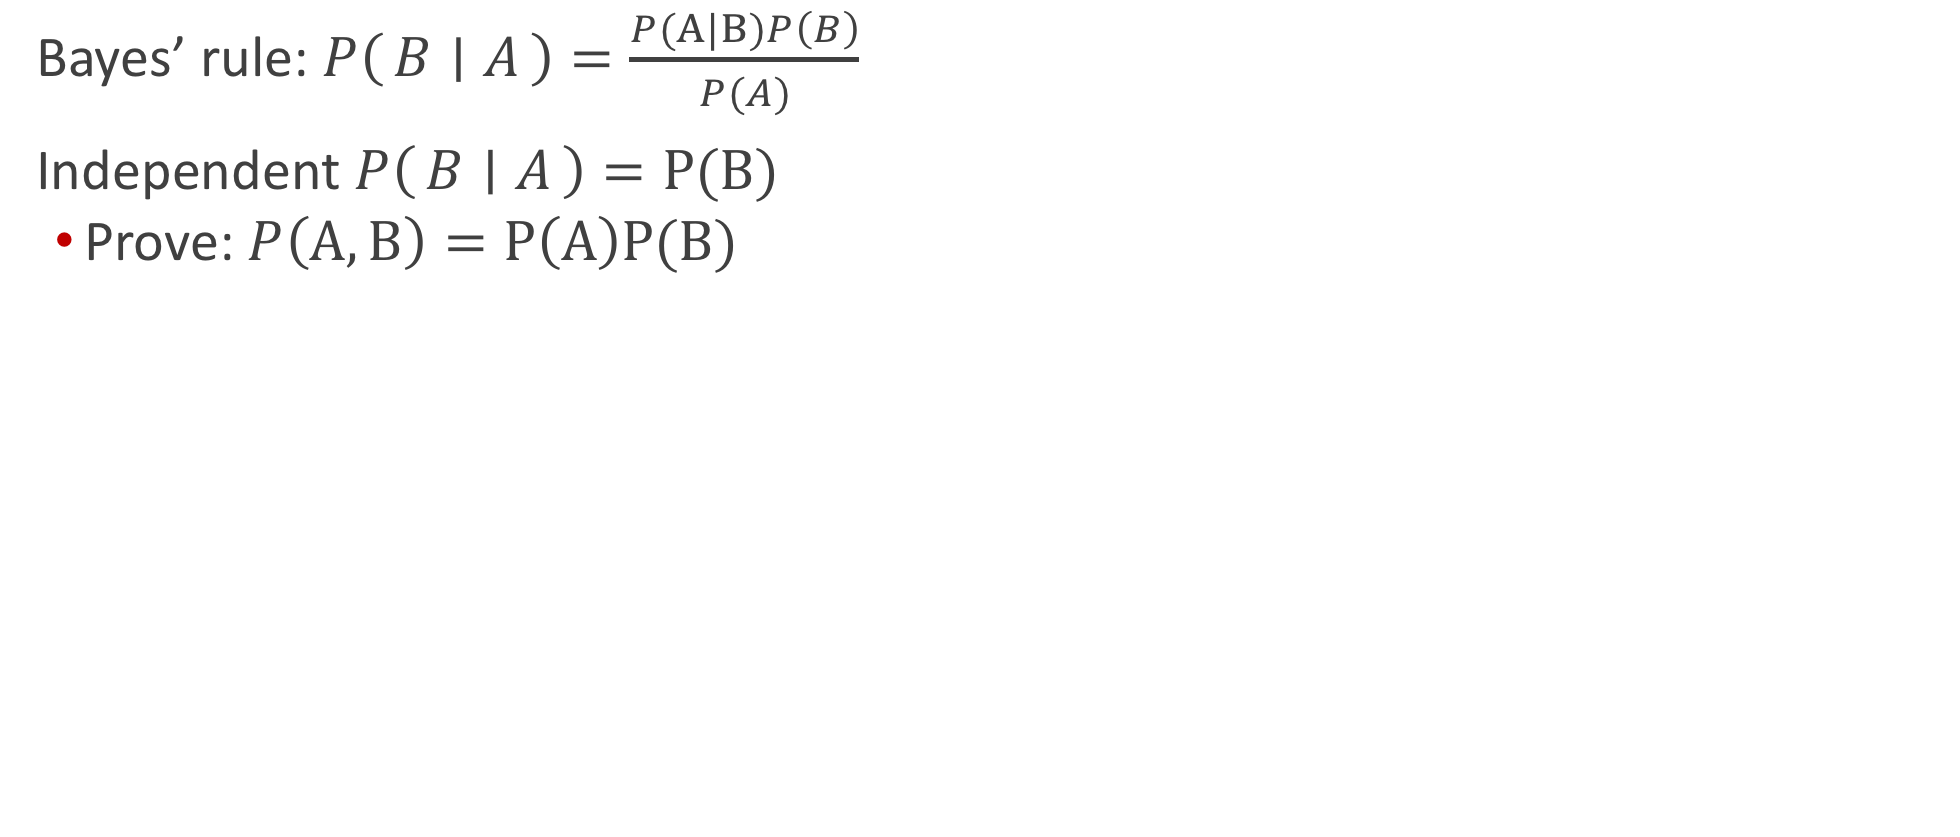 Bayes’ rule: P( B | A ) = P(A|B)P(B) / P(A)
Independent P( B | A ) = P(B)
• Prove: P(A, B) = P(A)P(B)